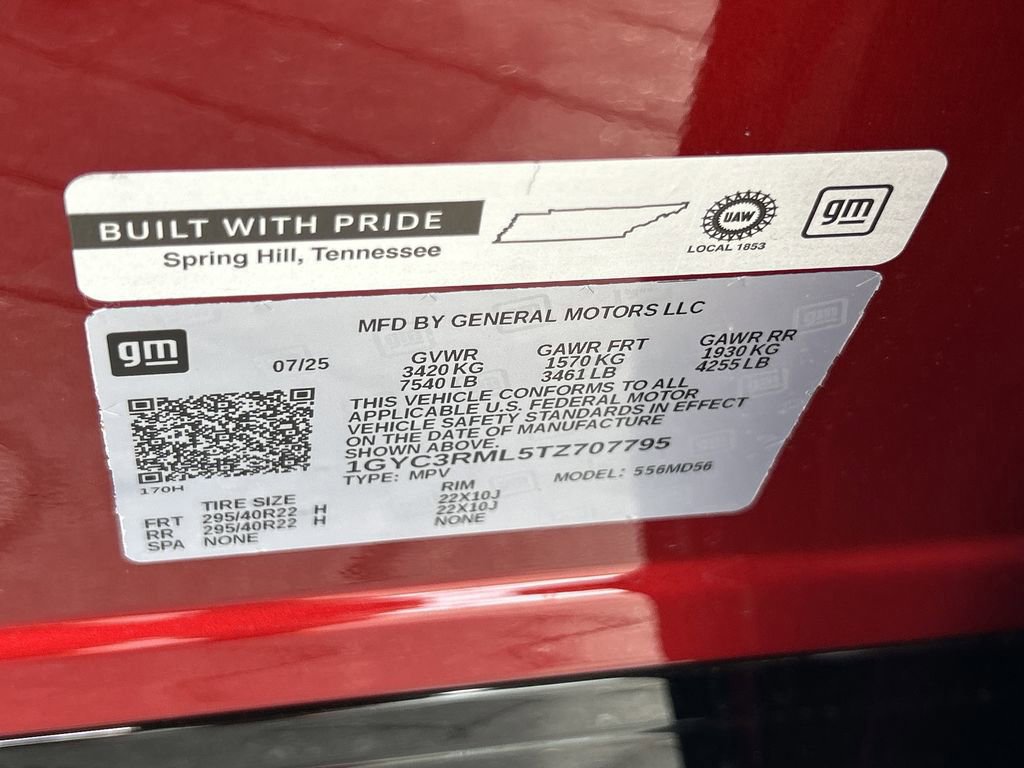 BUILT WITH PRIDE
Spring Hill, Tennessee
UAW
LOCAL 1853
gm
MFD BY GENERAL MOTORS LLC
gm
07/25
GVWR GAWR FRT GAWR RR
3420 KG 1570 KG 1930 KG
7540 LB 3461 LB 4255 LB
THIS VEHICLE CONFORMS TO ALL
APPLICABLE U.S. FEDERAL MOTOR
VEHICLE SAFETY STANDARDS IN EFFECT
ON THE DATE OF MANUFACTURE
SHOWN ABOVE.
1GYC3RML5TZ707795
TYPE: MPV MODEL: 556MD56
170H
TIRE SIZE RIM
FRT 295/40R22 H 22X10J
RR 295/40R22 H 22X10J
SPA NONE NONE